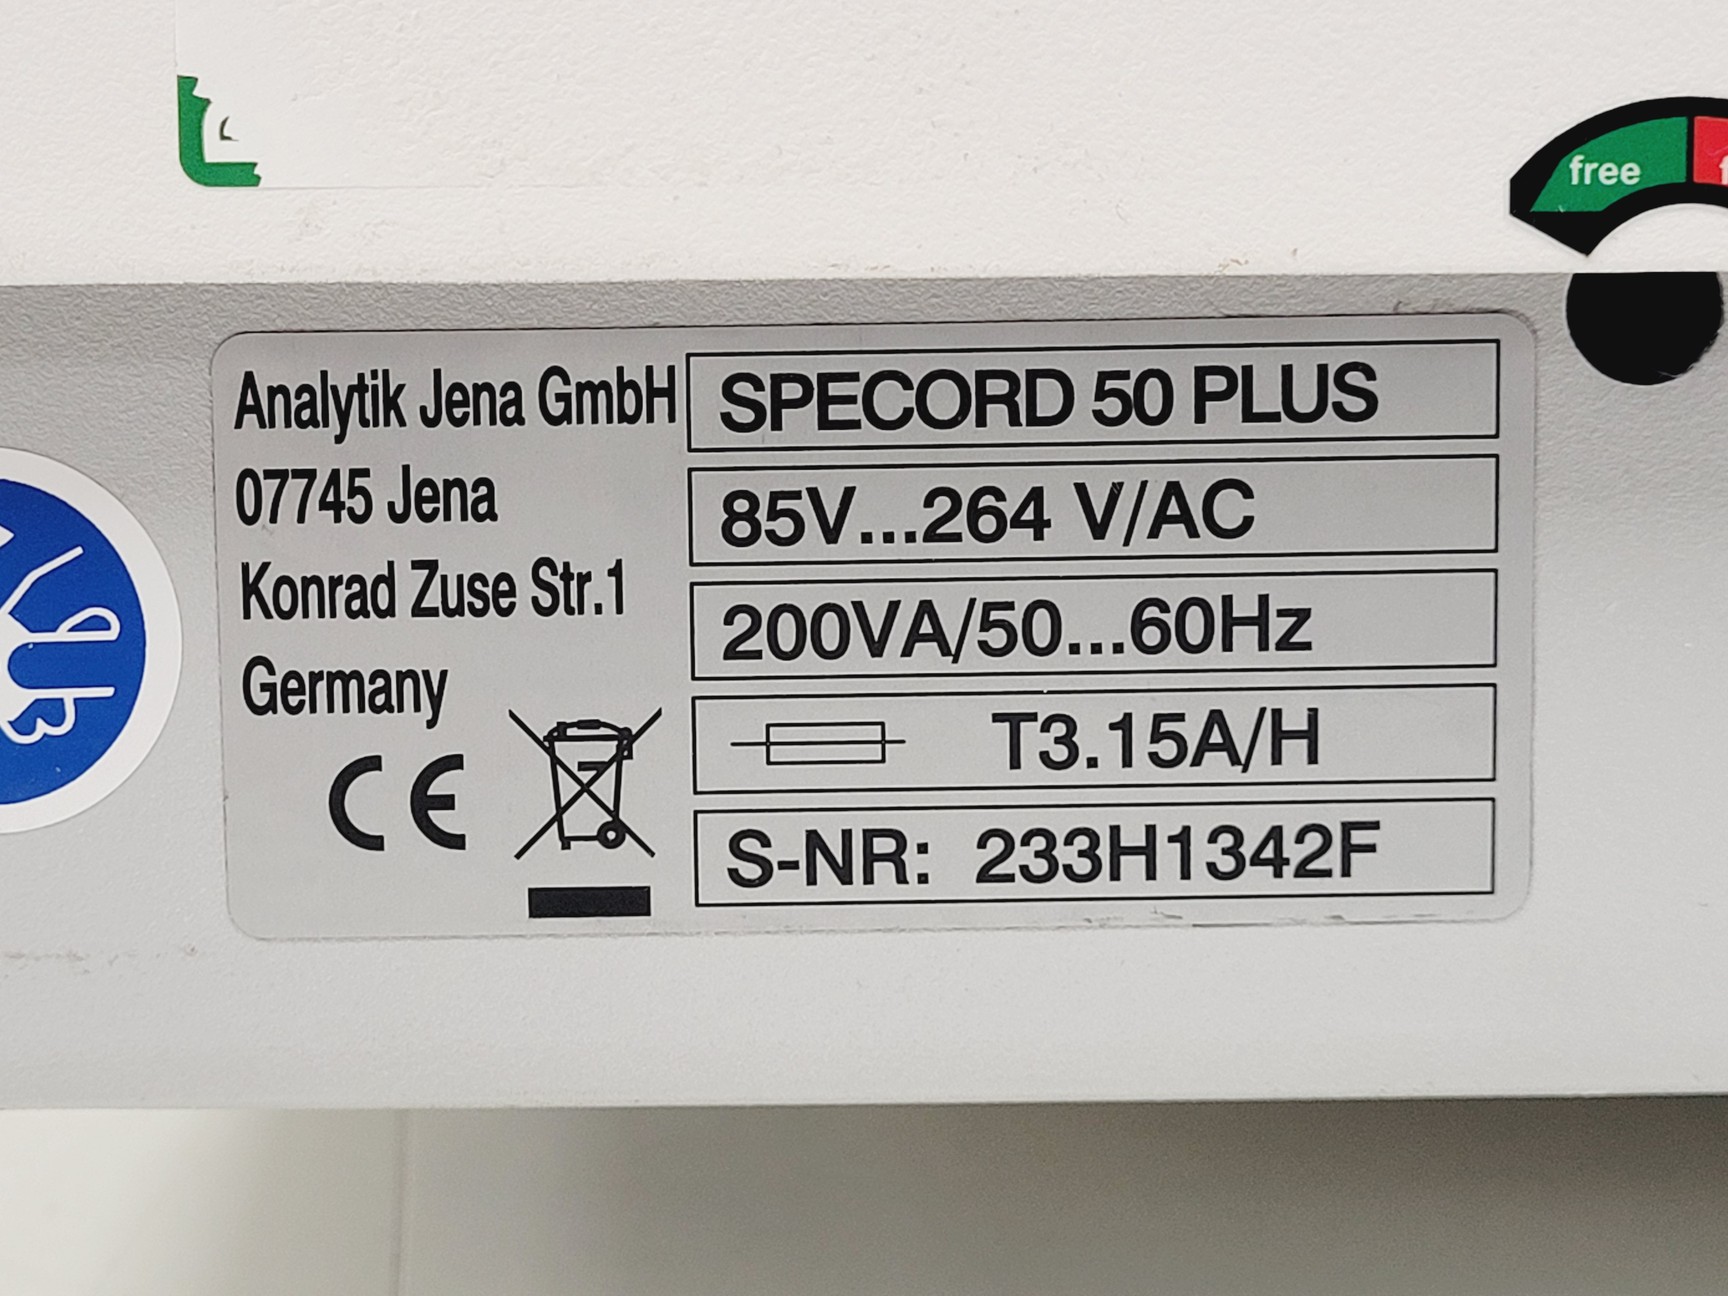 free
Analytik Jena GmbH
07745 Jena
Konrad Zuse Str.1
Germany
CE
SPECORD 50 PLUS
85V...264 V/AC
200VA/50...60Hz
T3.15A/H
S-NR: 233H1342F